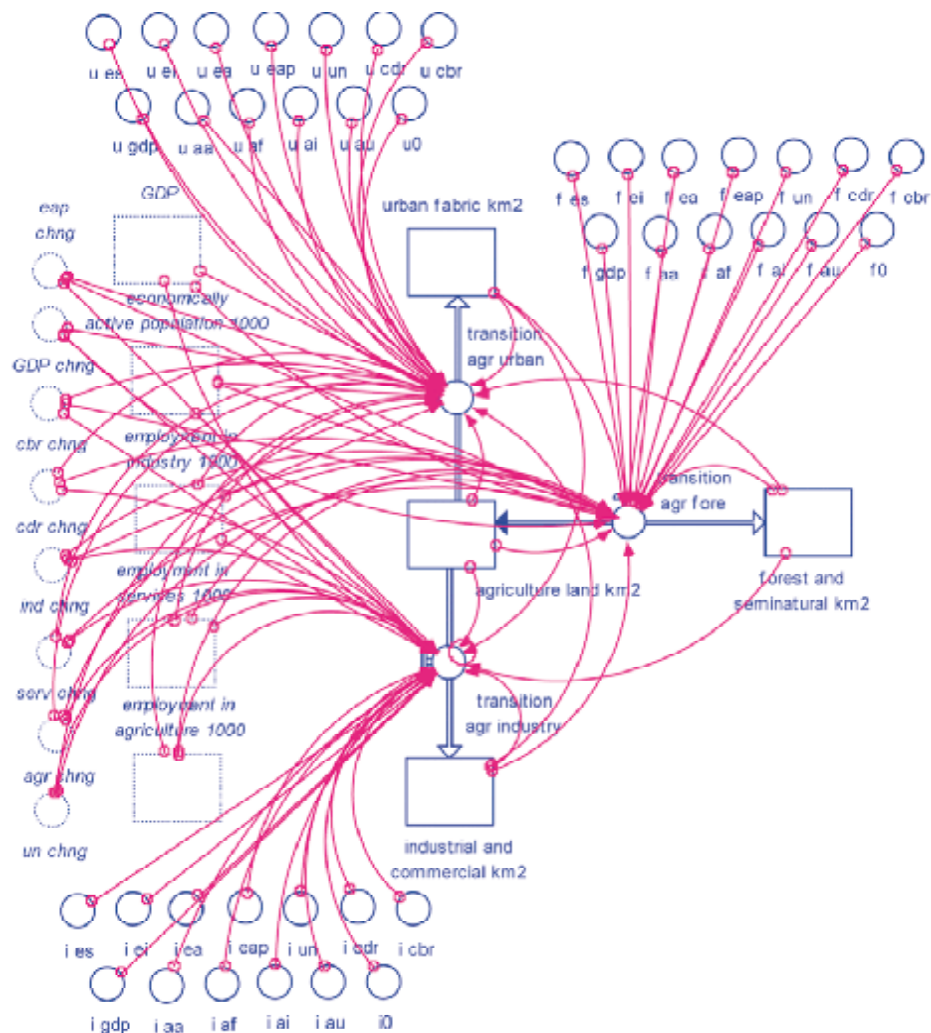 u es u ei u ea u eap u un u cdr u cbr
u gdp u aa u af u ai u au u0
GDP
eap
chng
urban fabric km2
f es f ei f ea f eap f un f cdr f cbr
f gdp f aa f af f ai f au f0
economically
active population 1000
transition
agr urban
GDP chng
cbr chng
employment in
industry 1000
transition
agr fore
cdr chng
employment in
services 1000
agriculture land km2
forest and
seminatural km2
ind chng
serv chng
employment in
agriculture 1000
transition
agr industry
agr chng
un chng
industrial and
commercial km2
i es i ei i ea i eap i un i cdr i cbr
i gdp i aa i af i ai i au i0